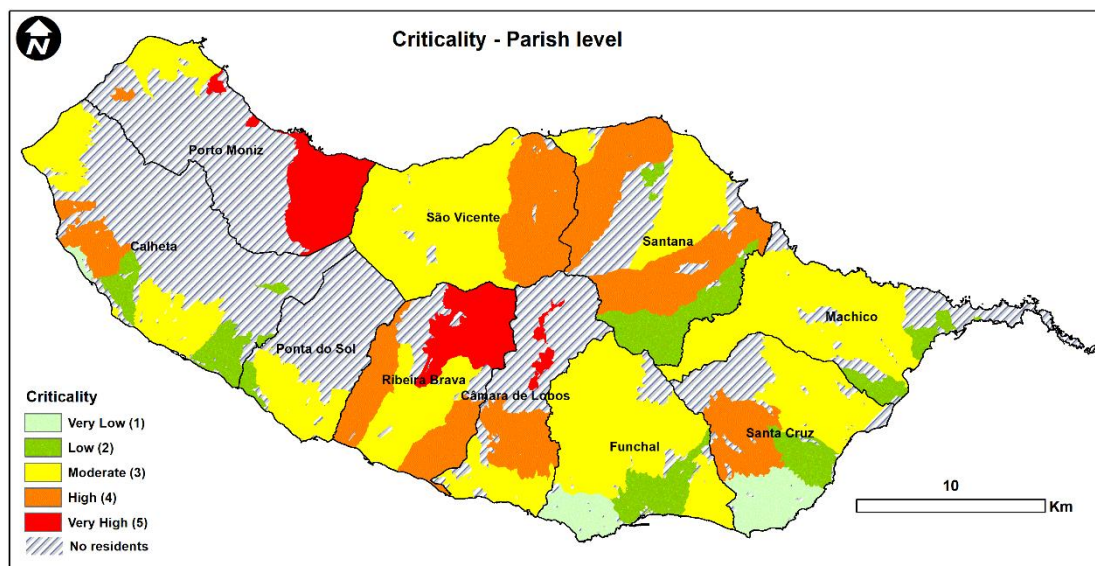 N
Criticality - Parish level
Porto Moniz
São Vicente
Santana
Calheta
Machico
Ponta do Sol
Ribeira Brava
Câmara de Lobos
Funchal
Santa Cruz
Criticality
Very Low (1)
Low (2)
Moderate (3)
High (4)
Very High (5)
No residents
10
Km